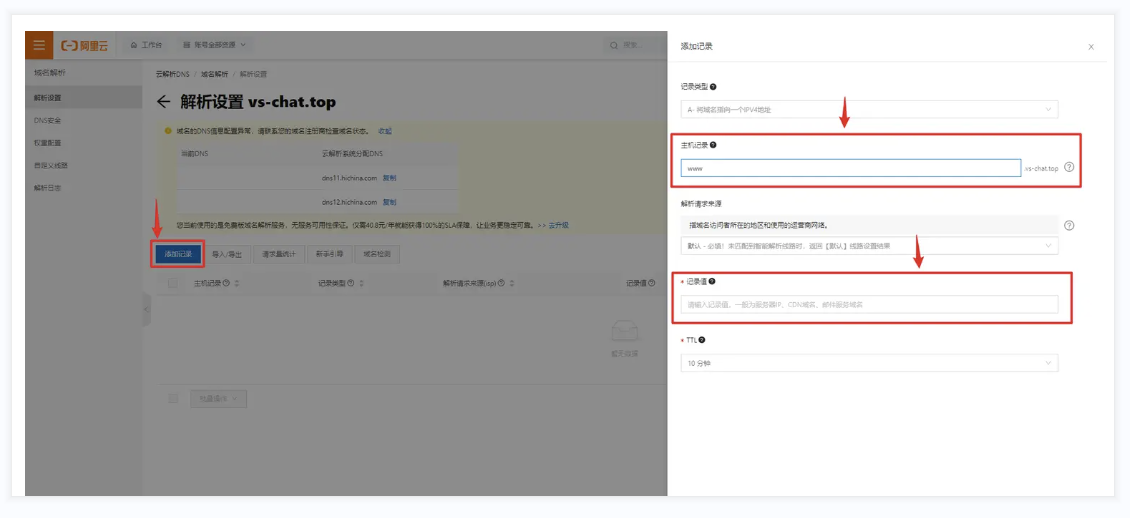 阿里云 工作台 账号全部资源 搜索...
域名解析
解析设置
DNS安全
权重配置
自定义线路
解析日志
云解析DNS / 域名解析 / 解析设置
解析设置 vs-chat.top
域名的DNS信息配置异常，请联系您的域名注册商检查域名状态。 收起
当前DNS 云解析系统分配DNS
dns11.hichina.com 复制
dns12.hichina.com 复制
您当前使用的是免费版域名解析服务，无服务可用性保证。仅需40.8元/年就能获得100%的SLA保障，让业务更稳定可靠。>> 去升级
添加记录 导入/导出 请求量统计 新手引导 域名检测
主机记录 记录类型 解析请求来源(isp) 记录值
暂无数据
批量操作
添加记录 x
记录类型
A- 将域名指向一个IPV4地址
主机记录
www .vs-chat.top
解析请求来源
指域名访问者所在的地区和使用的运营商网络。
默认 - 必填！未匹配到智能解析线路时，返回【默认】线路设置结果
* 记录值
请输入记录值，一般为服务器IP、CDN域名、邮件服务域名
* TTL
10 分钟